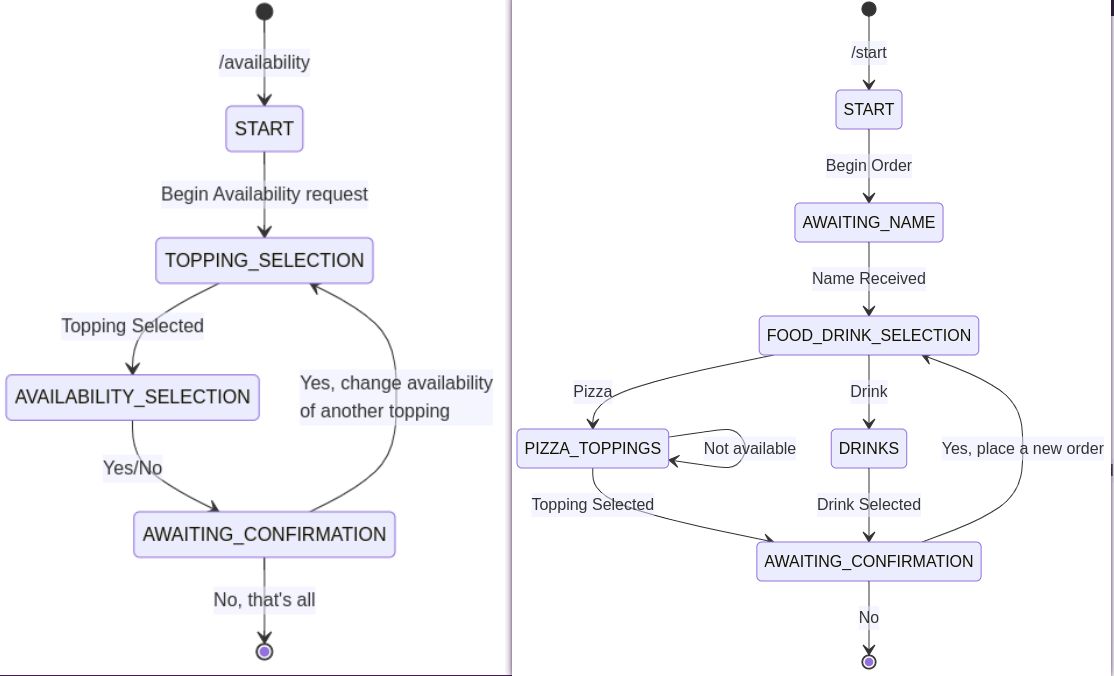 /availability
START
Begin Availability request
TOPPING_SELECTION
Topping Selected
AVAILABILITY_SELECTION
Yes, change availability
of another topping
Yes/No
AWAITING_CONFIRMATION
No, that's all
/start
START
Begin Order
AWAITING_NAME
Name Received
FOOD_DRINK_SELECTION
Pizza
Drink
PIZZA_TOPPINGS
Not available
DRINKS
Yes, place a new order
Topping Selected
Drink Selected
AWAITING_CONFIRMATION
No